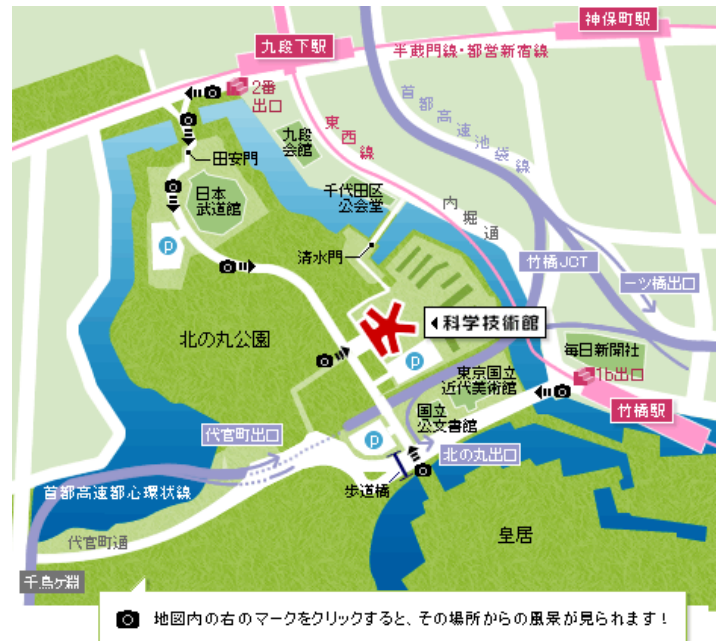 神保町駅
九段下駅
半蔵門線・都営新宿線
2番
出口
首都高速池袋線
東西線
九段
会館
田安門
千代田区
公会堂
日本
武道館
内堀通
清水門
竹橋JCT
一ツ橋出口
科学技術館
北の丸公園
毎日新聞社
東京国立
近代美術館
1b出口
竹橋駅
国立
公文書館
代官町出口
北の丸出口
首都高速都心環状線
歩道橋
皇居
代官町通
千鳥ヶ淵
地図内の右のマークをクリックすると、その場所からの風景が見られます!
P
P
P